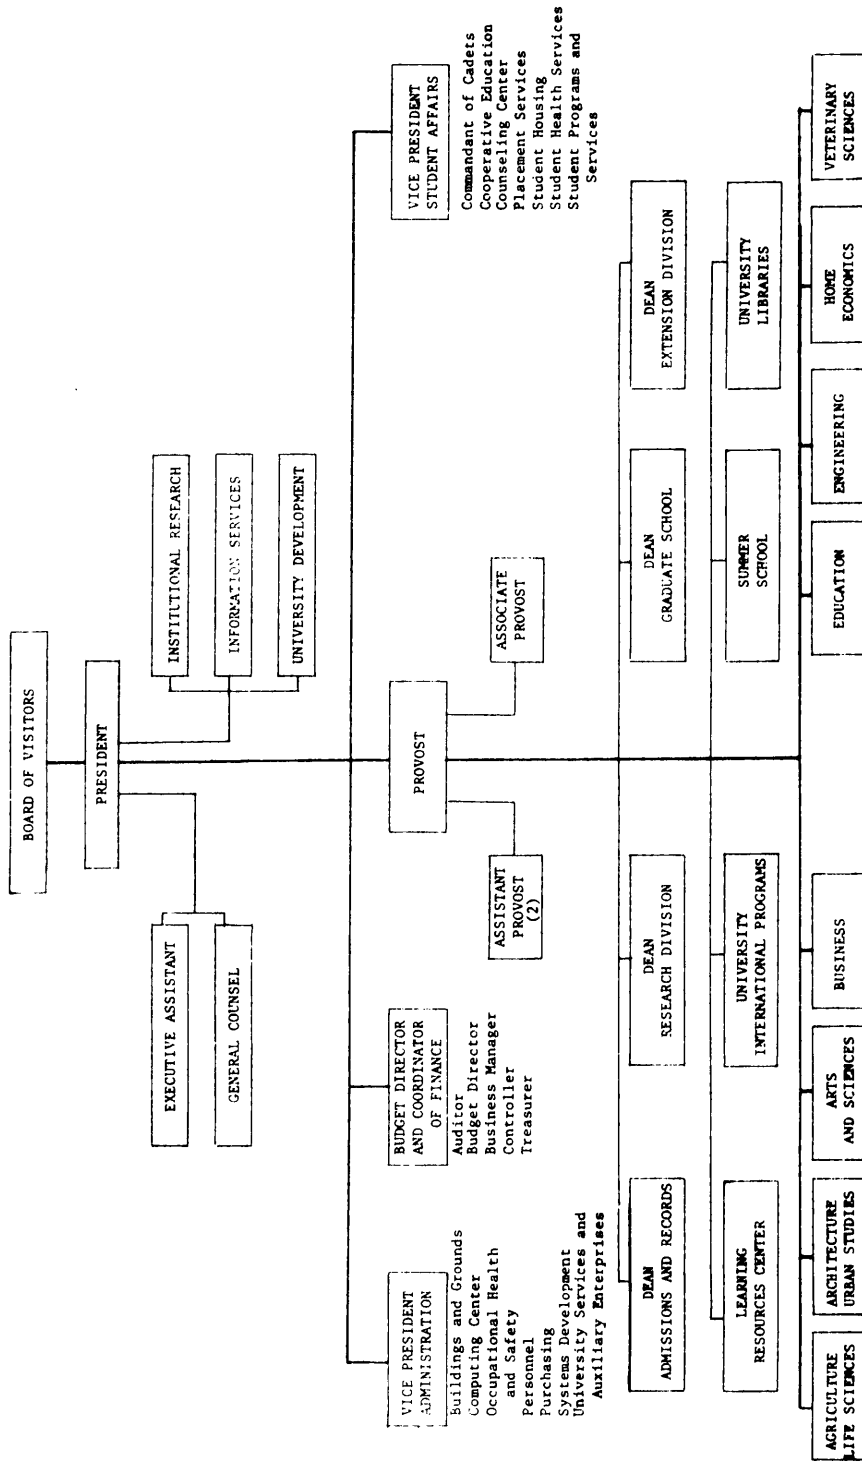 BOARD OF VISITORS
PRESIDENT
EXECUTIVE ASSISTANT
GENERAL COUNSEL
INSTITUTIONAL RESEARCH
INFORMATION SERVICES
UNIVERSITY DEVELOPMENT
VICE PRESIDENT
ADMINISTRATION
Buildings and Grounds
Computing Center
Occupational Health
and Safety
Personnel
Purchasing
Systems Development
University Services and
Auxiliary Enterprises
BUDGET DIRECTOR
AND COORDINATOR
OF FINANCE
Auditor
Budget Director
Business Manager
Controller
Treasurer
PROVOST
ASSISTANT
PROVOST
(2)
ASSOCIATE
PROVOST
VICE PRESIDENT
STUDENT AFFAIRS
Commandant of Cadets
Cooperative Education
Counseling Center
Placement Services
Student Housing
Student Health Services
Student Programs and
Services
DEAN
ADMISSIONS AND RECORDS
DEAN
RESEARCH DIVISION
DEAN
GRADUATE SCHOOL
DEAN
EXTENSION DIVISION
LEARNING
RESOURCES CENTER
UNIVERSITY
INTERNATIONAL PROGRAMS
SUMMER
SCHOOL
UNIVERSITY
LIBRARIES
AGRICULTURE
LIFE SCIENCES
ARCHITECTURE
URBAN STUDIES
ARTS
AND SCIENCES
BUSINESS
EDUCATION
ENGINEERING
HOME
ECONOMICS
VETERINARY
SCIENCES